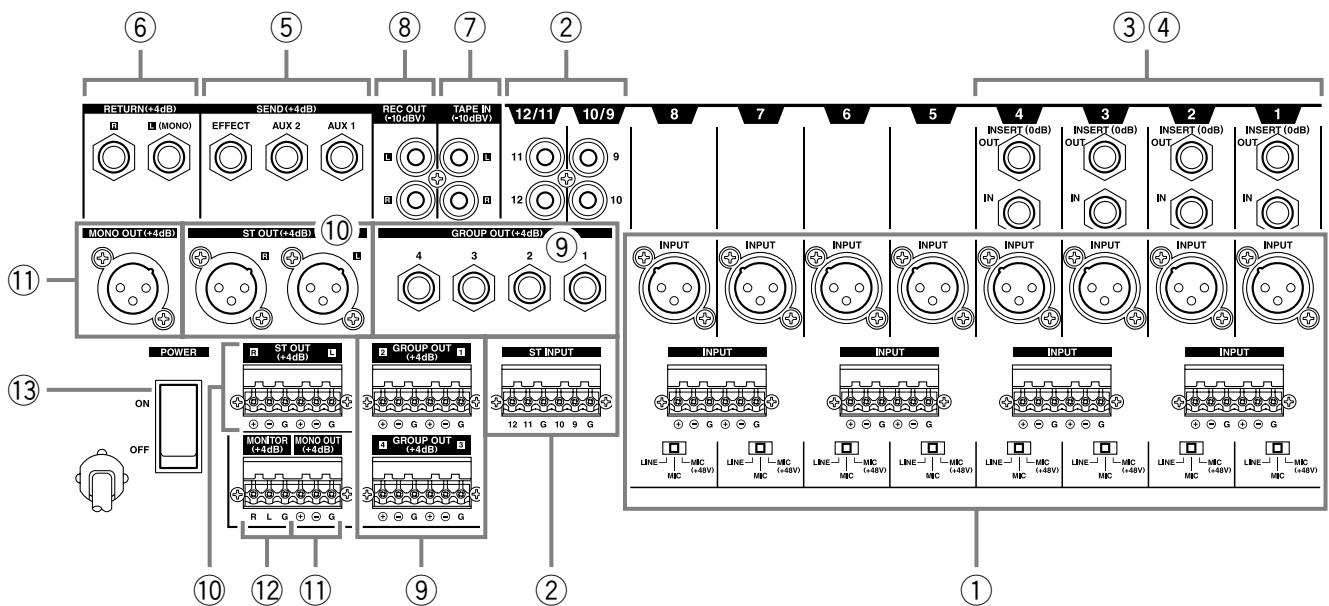 ⑥ ⑤ ⑧ ⑦ ② ③ ④
RETURN(+4dB) SEND(+4dB) REC OUT (-10dBV) TAPE IN (-10dBV) 12/11 10/9 8 7 6 5 4 3 2 1
R L (MONO) EFFECT AUX 2 AUX 1
INSERT (0dB) INSERT (0dB) INSERT (0dB) INSERT (0dB)
OUT OUT OUT OUT
L L 11 9
R R 12 10
IN IN IN IN
MONO OUT(+4dB) ST OUT(+4dB) ⑩ GROUP OUT(+4dB) ⑨
R L 4 3 2 1
INPUT INPUT INPUT INPUT INPUT INPUT INPUT INPUT
⑪
POWER
R ST OUT (+4dB) L
2 GROUP OUT (+4dB) 1
ST INPUT
INPUT INPUT INPUT INPUT
⑬
ON
⊕ ⊖ G ⊕ ⊖ G
⊕ ⊖ G ⊕ ⊖ G
12 11 G 10 9 G
⊕ ⊖ G ⊕ ⊖ G
⊕ ⊖ G ⊕ ⊖ G
⊕ ⊖ G ⊕ ⊖ G
⊕ ⊖ G ⊕ ⊖ G
OFF
MONITOR (+4dB) MONO OUT (+4dB)
4 GROUP OUT (+4dB) 3
LINE MIC MIC (+48V)
LINE MIC MIC (+48V)
LINE MIC MIC (+48V)
LINE MIC MIC (+48V)
LINE MIC MIC (+48V)
LINE MIC MIC (+48V)
LINE MIC MIC (+48V)
LINE MIC MIC (+48V)
R L G ⊕ ⊖ G
⊕ ⊖ G ⊕ ⊖ G
⑩ ⑫ ⑪ ⑨ ② ①